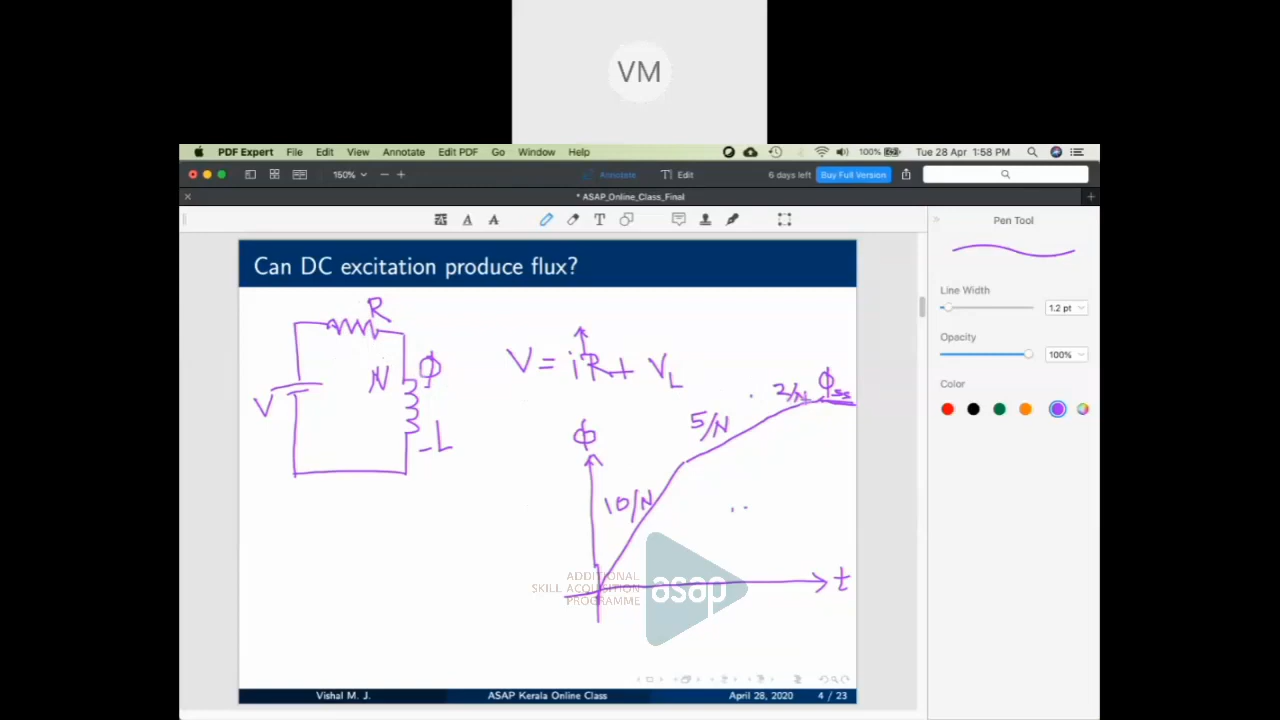 VM
PDF Expert File Edit View Annotate Edit PDF Go Window Help 100% Tue 28 Apr 1:58 PM
150% Annotate Edit 6 days left Buy Full Version
* ASAP_Online_Class_Final
A A T
Pen Tool
Line Width
1.2 pt
Opacity
100%
Color
Can DC excitation produce flux?
R
N ϕ
V
L
V = iR + VL
ϕ
10/N
5/N
2/N
ϕss
t
ADDITIONAL
SKILL ACQUISITION
PROGRAMME
asap
Vishal M. J. ASAP Kerala Online Class April 28, 2020 4 / 23